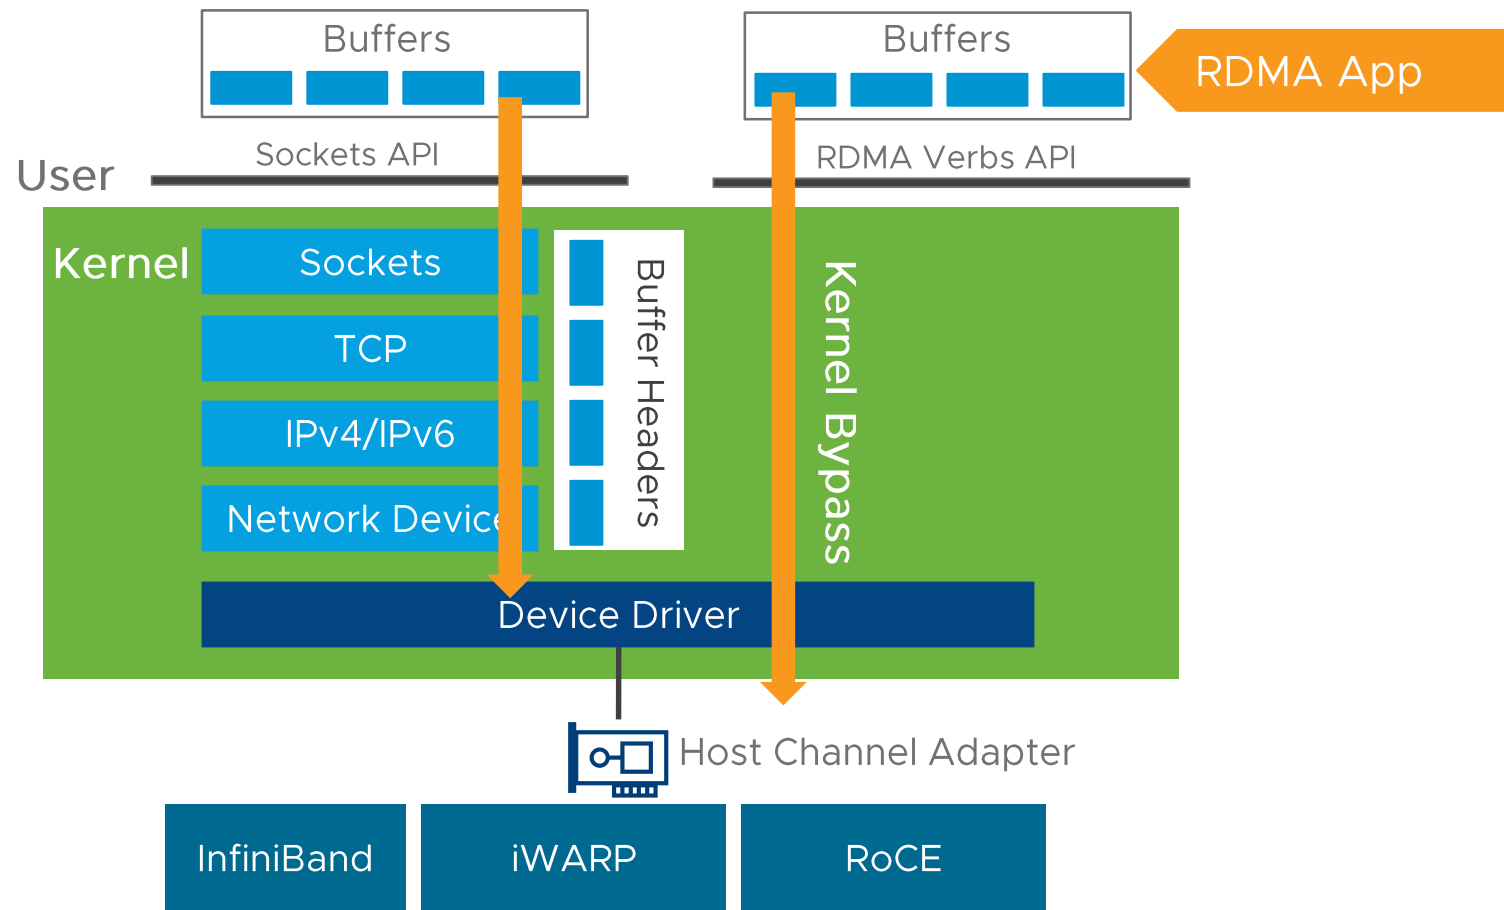 Buffers
Buffers
RDMA App
Sockets API
RDMA Verbs API
User
Kernel
Sockets
TCP
IPv4/IPv6
Network Device
Buffer Headers
Kernel Bypass
Device Driver
Host Channel Adapter
InfiniBand
iWARP
RoCE